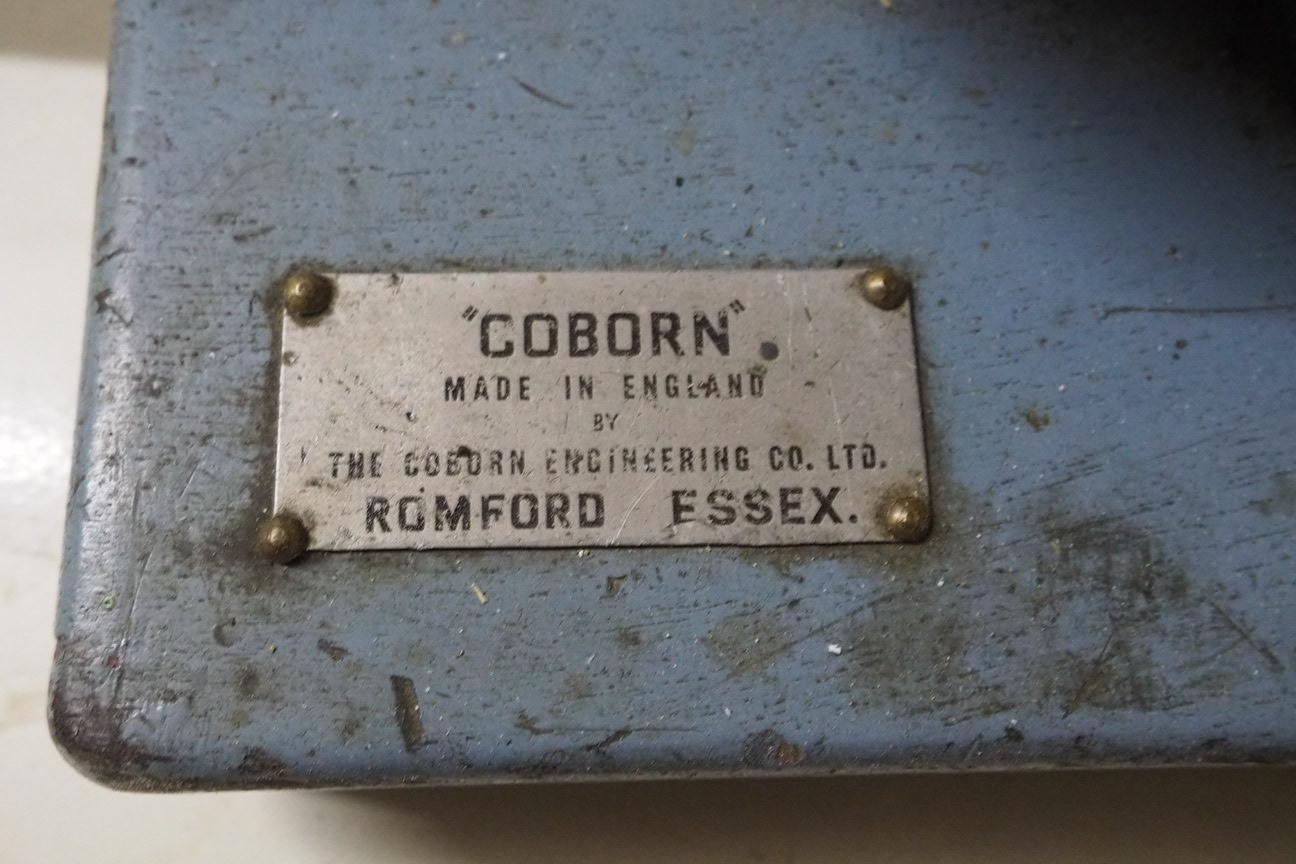 "COBORN"
MADE IN ENGLAND
BY
THE COBORN ENGINEERING CO. LTD.
ROMFORD ESSEX.